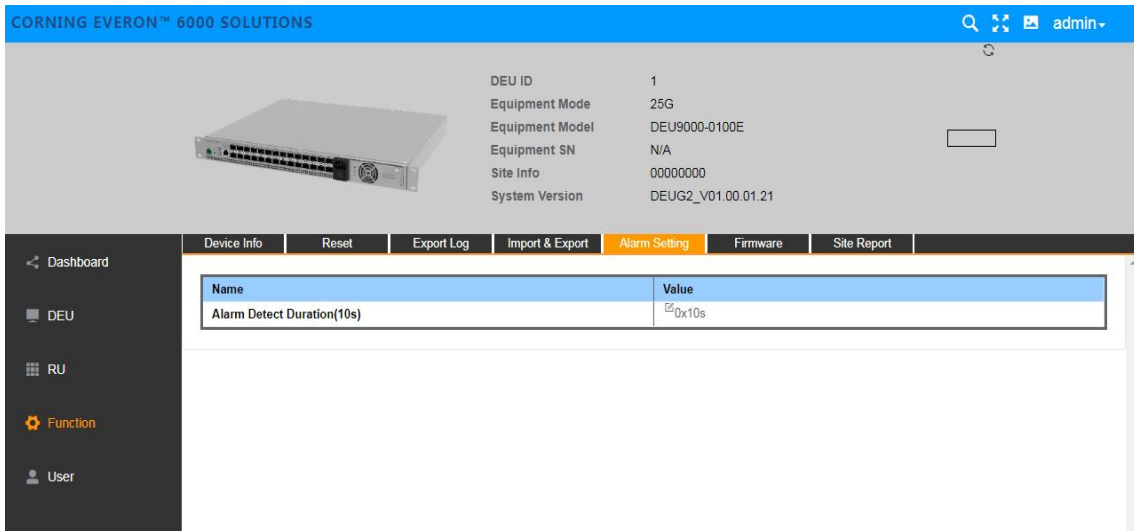 CORNING EVERON™ 6000 SOLUTIONS
admin
DEU ID 1
Equipment Mode 25G
Equipment Model DEU9000-0100E
Equipment SN N/A
Site Info 00000000
System Version DEUG2_V01.00.01.21
Device Info Reset Export Log Import & Export Alarm Setting Firmware Site Report
Dashboard
DEU
RU
Function
User
Name Value
Alarm Detect Duration(10s) 0x10s